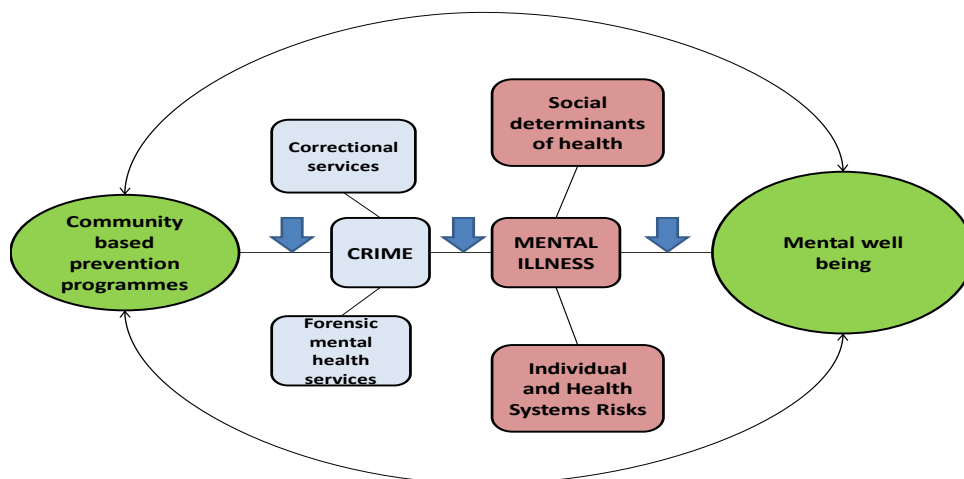 Social
determinants
of health
Correctional
services
Community
based
prevention
programmes
CRIME
MENTAL
ILLNESS
Mental well
being
Forensic
mental
health
services
Individual
and Health
Systems Risks